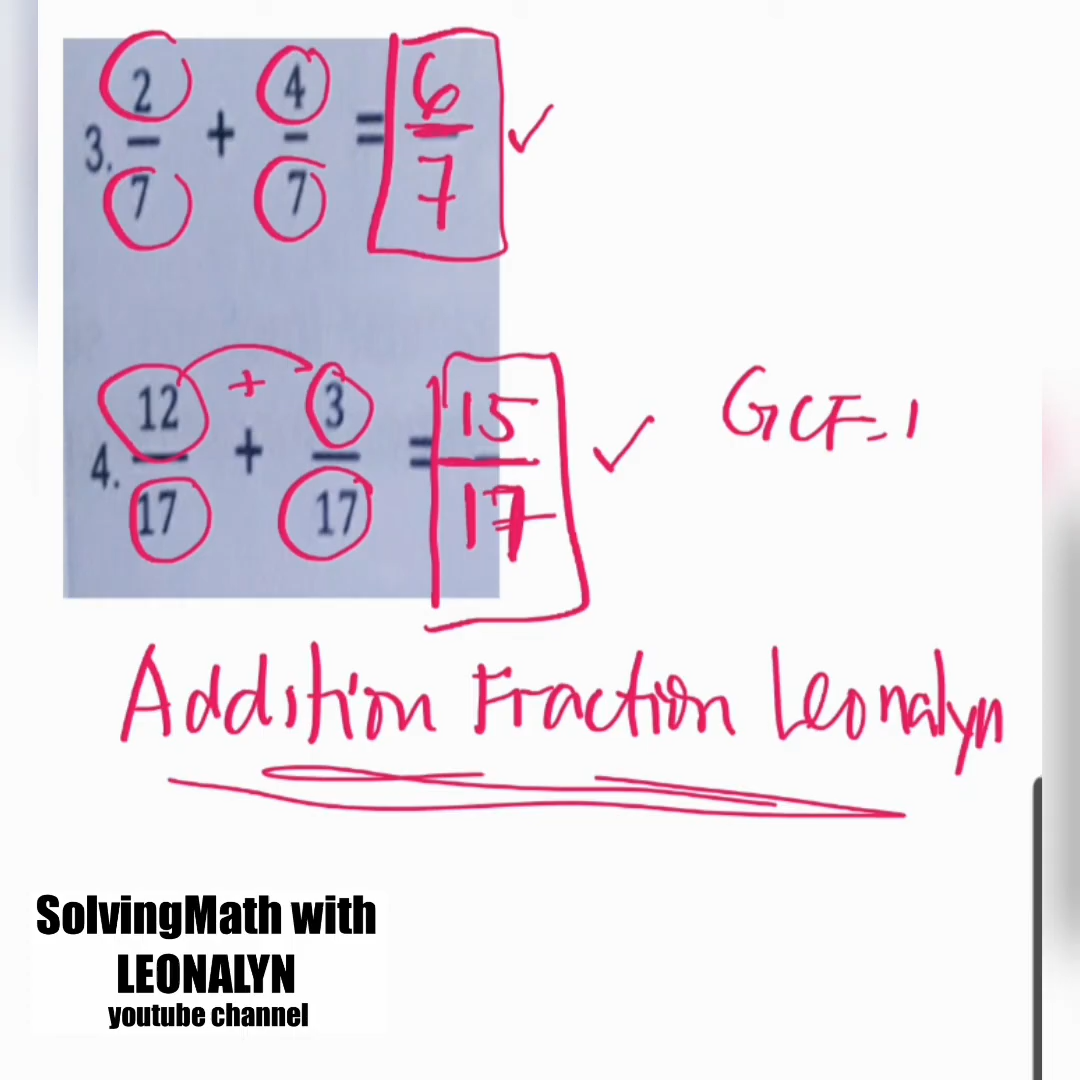 3. 2/7 + 4/7 = 6/7 ✓
+
4. 12/17 + 3/17 = 15/17 ✓ GCF-1
Addition Fraction Leonalyn
SolvingMath with
LEONALYN
youtube channel